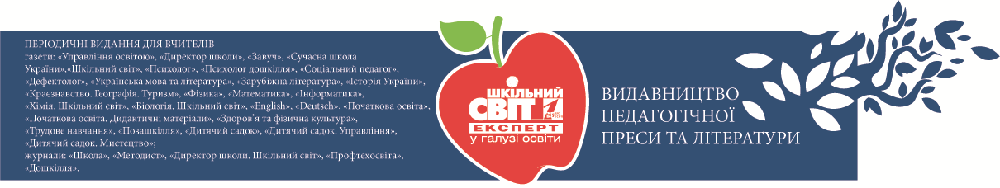 ПЕРІОДИЧНІ ВИДАННЯ ДЛЯ ВЧИТЕЛІВ
газети: «Управління освітою», «Директор школи», «Завуч», «Сучасна школа
України»,«Шкільний світ», «Психолог», «Психолог дошкілля», «Соціальний педагог»,
«Дефектолог», «Українська мова та література», «Зарубіжна література», «Історія України»,
«Краєзнавство. Географія. Туризм», «Фізика», «Математика», «Інформатика»,
«Хімія. Шкільний світ», «Біологія. Шкільний світ», «English», «Deutsch», «Початкова освіта»,
«Початкова освіта. Дидактичні матеріали», «Здоров'я та фізична культура»,
«Трудове навчання», «Позашкілля», «Дитячий садок», «Дитячий садок. Управління»,
«Дитячий садок. Мистецтво»;
журнали: «Школа», «Методист», «Директор школи. Шкільний світ», «Профтехосвіта»,
«Дошкілля».
ШКІЛЬНИЙ
СВІТ
ЕКСПЕРТ
у галузі освіти
ВИДАВНИЦТВО
ПЕДАГОГІЧНОЇ
ПРЕСИ ТА ЛІТЕРАТУРИ